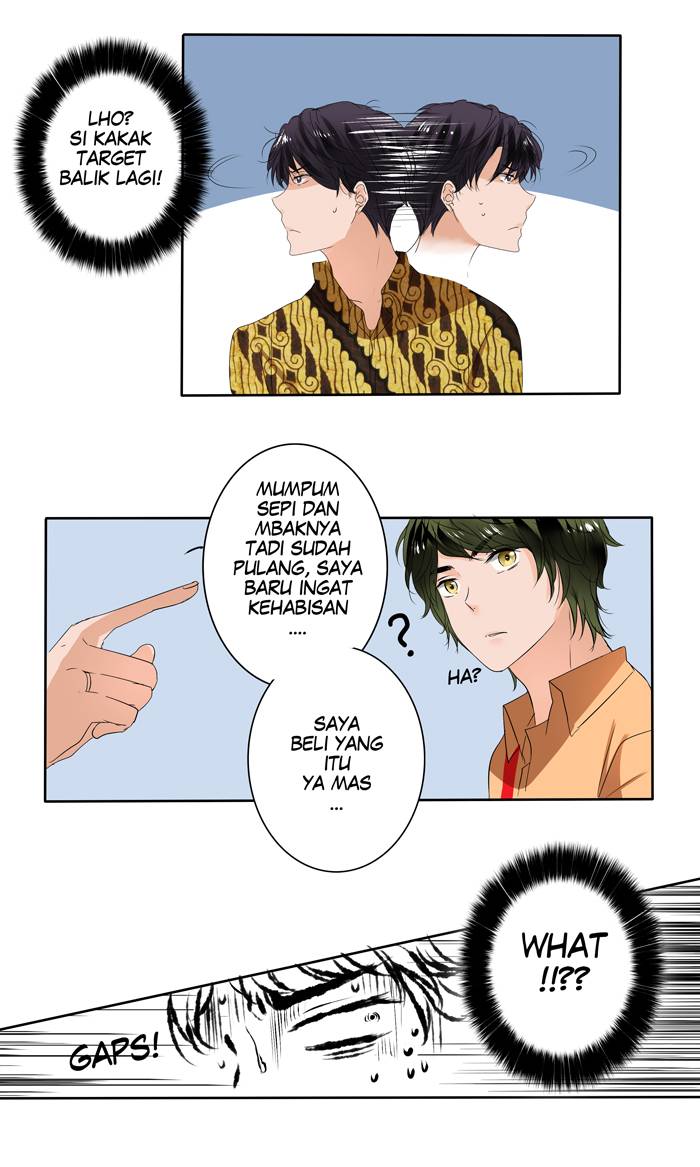 LHO?
SI KAKAK
TARGET
BALIK LAGI!
MUMPUM
SEPI DAN
MBAKNYA
TADI SUDAH
PULANG, SAYA
BARU INGAT
KEHABISAN
....
?
HA?
SAYA
BELI YANG
ITU
YA MAS
...
WHAT
!!??
GAPS!